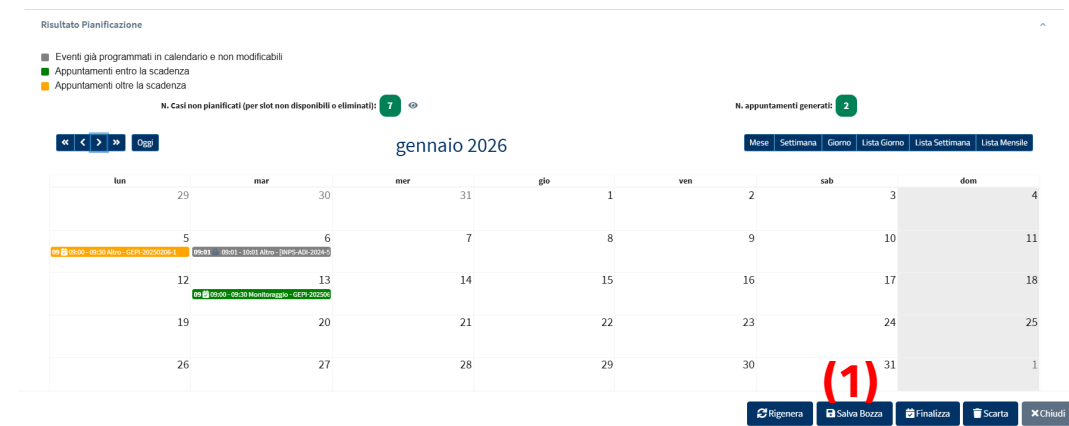 Risultato Pianificazione
Eventi già programmati in calendario e non modificabili
Appuntamenti entro la scadenza
Appuntamenti oltre la scadenza
N. Casi non pianificati (per slot non disponibili o eliminati): 7 N. appuntamenti generati: 2
Oggi gennaio 2026 Mese Settimana Giorno Lista Giorno Lista Settimana Lista Mensile
lun mar mer gio ven sab dom
29 30 31 1 2 3 4
5 6 7 8 9 10 11
09 09:00 - 09:30 Altro - GEPI-20250206-1 09:01 09:01 - 10:01 Altro - [INPS-ADI-2024-5
12 13 14 15 16 17 18
09 09:00 - 09:30 Monitoraggio - GEPI-202506
19 20 21 22 23 24 25
26 27 28 29 30 31 1
(1)
Rigenera Salva Bozza Finalizza Scarta Chiudi